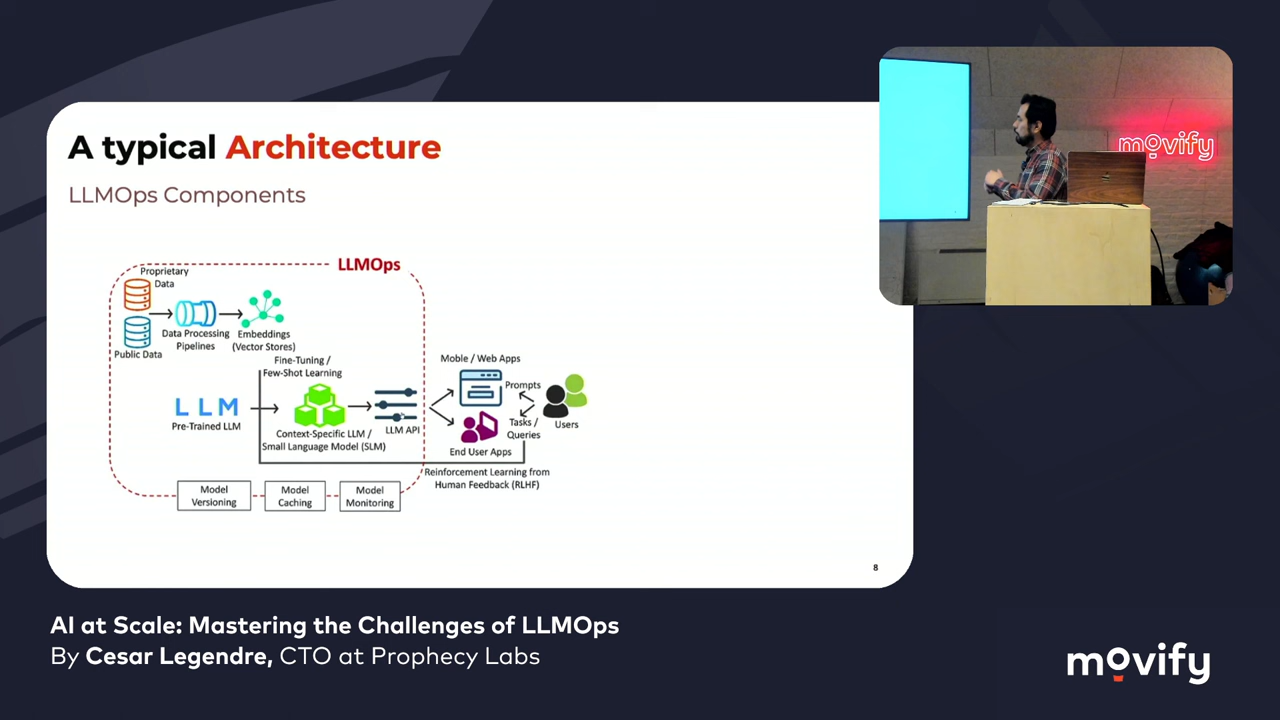 A typical Architecture
LLMOps Components
LLMOps
Proprietary
Data
Public Data
Data Processing
Pipelines
Embeddings
(Vector Stores)
Fine-Tuning /
Few-Shot Learning
LLM
Pre-Trained LLM
Context-Specific LLM /
Small Language Model (SLM)
LLM API
Moble / Web Apps
End User Apps
Prompts
Tasks /
Queries
Users
Reinforcement Learning from
Human Feedback (RLHF)
Model
Versioning
Model
Caching
Model
Monitoring
8
movify
AI at Scale: Mastering the Challenges of LLMOps
By Cesar Legendre, CTO at Prophecy Labs
movify